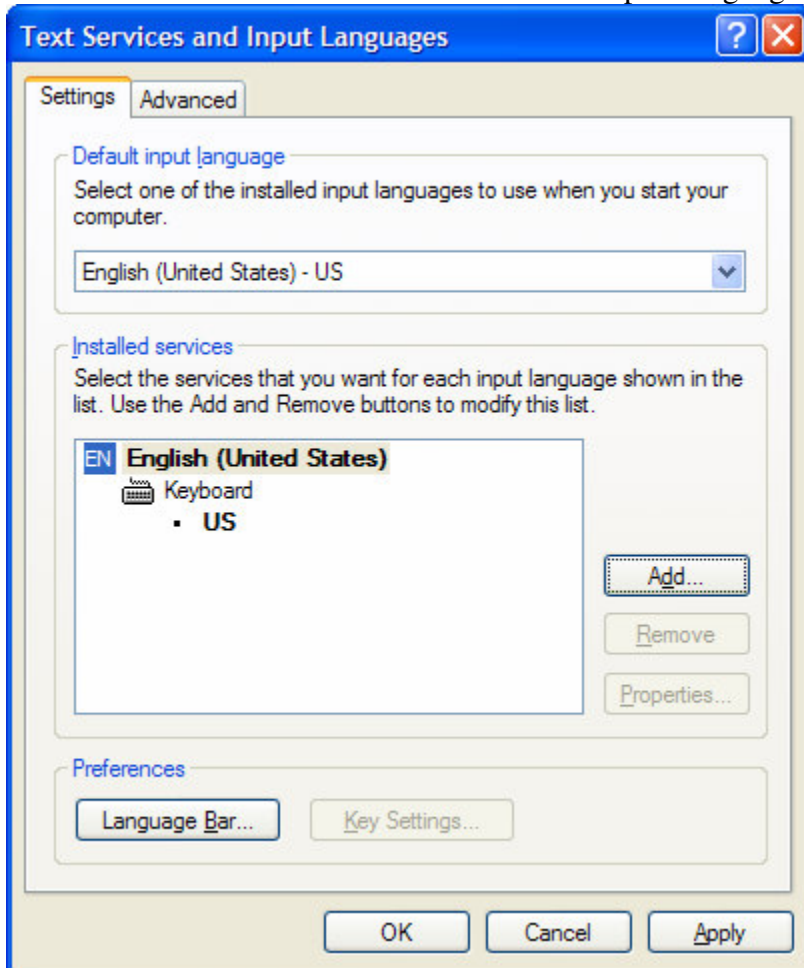 Text Services and Input Languages
Settings
Advanced
Default input language
Select one of the installed input languages to use when you start your
computer.
English (United States) - US
Installed services
Select the services that you want for each input language shown in the
list. Use the Add and Remove buttons to modify this list.
EN English (United States)
Keyboard
▪ US
Add...
Remove
Properties...
Preferences
Language Bar...
Key Settings...
OK
Cancel
Apply